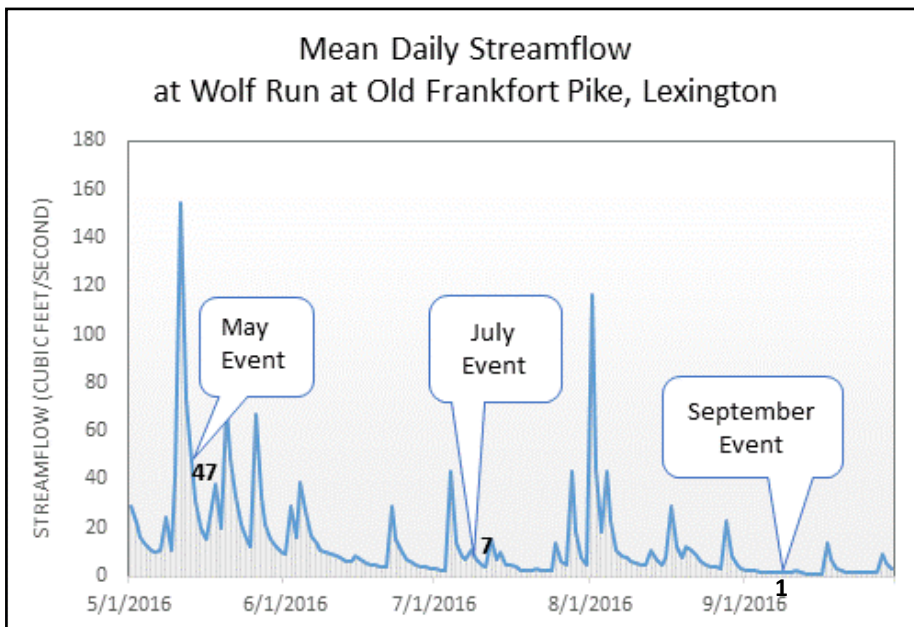 Mean Daily Streamflow
at Wolf Run at Old Frankfort Pike, Lexington
STREAMFLOW (CUBIC FEET/SECOND)
180
160
140
120
100
80
60
40
20
0
May
Event
47
July
Event
7
September
Event
1
5/1/2016
6/1/2016
7/1/2016
8/1/2016
9/1/2016